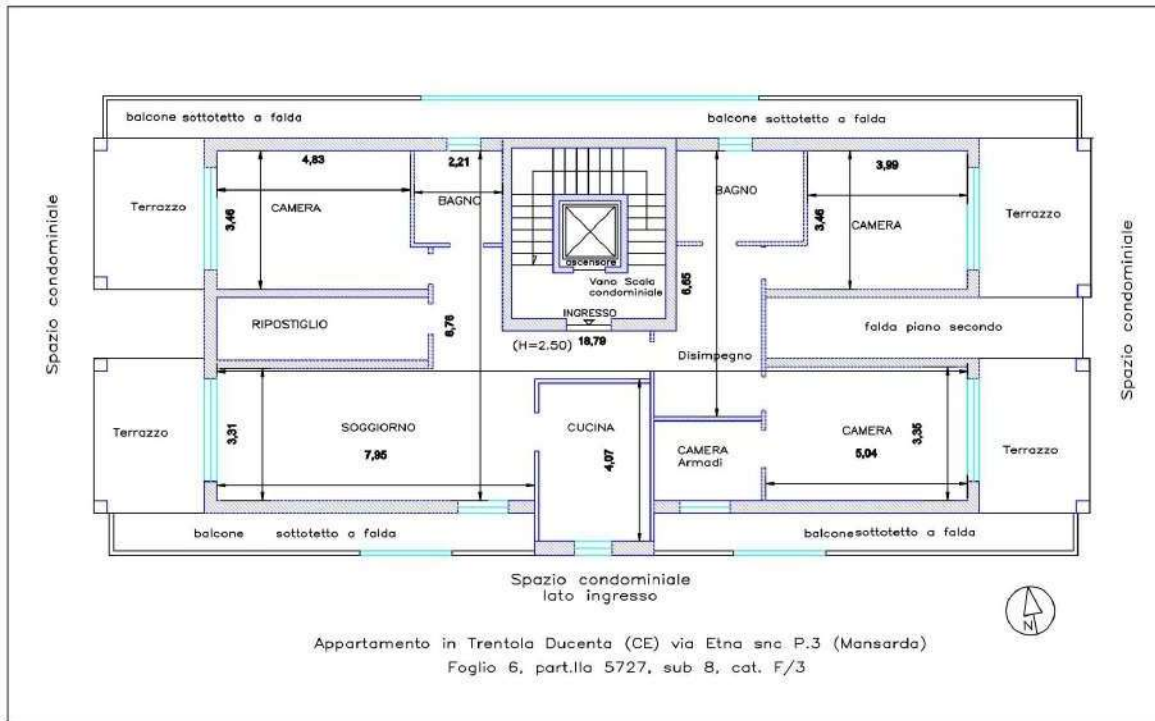 balcone sottotetto a falda
balcone sottotetto a falda
4,83
2,21
3,99
Terrazzo
CAMERA
3,46
BAGNO
BAGNO
3,46
CAMERA
Terrazzo
Spazio condominiale
ascensore
Vano Scala
condominiale
6,65
Spazio condominiale
RIPOSTIGLIO
6,76
INGRESSO
18,79
(H=2.50)
Disimpegno
falda piano secondo
Terrazzo
3,31
SOGGIORNO
7,95
CUCINA
4,07
CAMERA
Armadi
CAMERA
5,04
3,35
Terrazzo
balcone sottotetto a falda
balcone sottotetto a falda
Spazio condominiale
lato ingresso
N
Appartamento in Trentola Ducenta (CE) via Etna snc P.3 (Mansarda)
Foglio 6, part.lla 5727, sub 8, cat. F/3